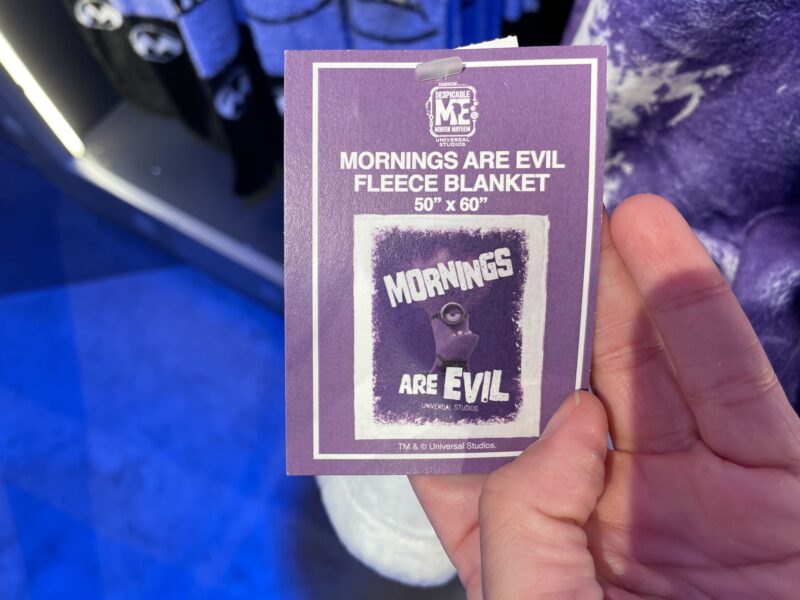 DESPICABLE
ME
MINION MAYHEM
UNIVERSAL
STUDIOS
MORNINGS ARE EVIL
FLEECE BLANKET
50” x 60”
MORNINGS
ARE EVIL
UNIVERSAL STUDIOS
TM & © Universal Studios.